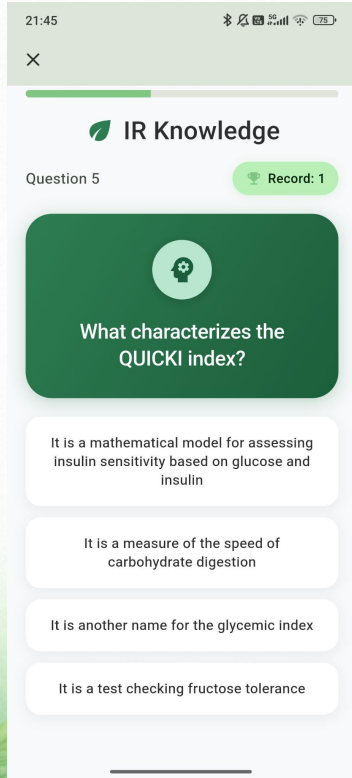 21:45
5G
75
IR Knowledge
Question 5
Record: 1
What characterizes the
QUICKI index?
It is a mathematical model for assessing
insulin sensitivity based on glucose and
insulin
It is a measure of the speed of
carbohydrate digestion
It is another name for the glycemic index
It is a test checking fructose tolerance